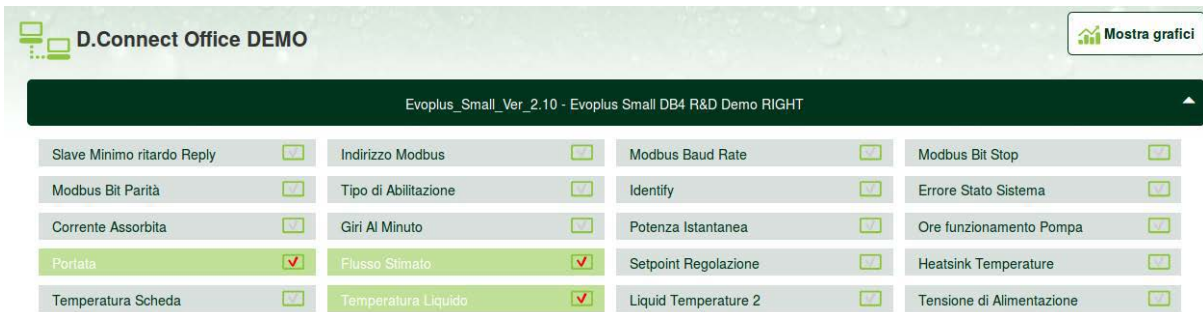 D.Connect Office DEMO
Mostra grafici
Evoplus_Small_Ver_2.10 - Evoplus Small DB4 R&D Demo RIGHT
Slave Minimo ritardo Reply Indirizzo Modbus Modbus Baud Rate Modbus Bit Stop
Modbus Bit Parità Tipo di Abilitazione Identify Errore Stato Sistema
Corrente Assorbita Giri Al Minuto Potenza Istantanea Ore funzionamento Pompa
Portata Flusso Stimato Setpoint Regolazione Heatsink Temperature
Temperatura Scheda Temperatura Liquido Liquid Temperature 2 Tensione di Alimentazione